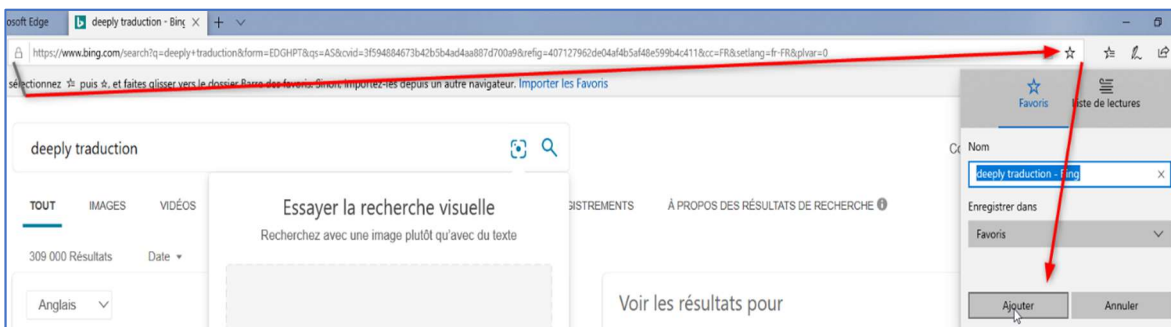 osoft Edge
deeply traduction - Bing
https://www.bing.com/search?q=deeply+traduction&form=EDGHPT&qs=AS&cvid=3f594884673b42b5b4ad4aa887d700a9&refig=407127962de04af4b5af48e599b4c411&cc=FR&setlang=fr-FR&plvar=0
sélectionnez puis , et faites glisser vers le dossier Barre des favoris. Sinon, importez-les depuis un autre navigateur. Importer les Favoris
Favoris
Liste de lectures
deeply traduction
Nom
deeply traduction - Bing
TOUT IMAGES VIDÉOS
Essayer la recherche visuelle
GISTREMENTS À PROPOS DES RÉSULTATS DE RECHERCHE
Enregistrer dans
Recherchez avec une image plutôt qu'avec du texte
Favoris
309 000 Résultats Date
Anglais
Voir les résultats pour
Ajouter Annuler